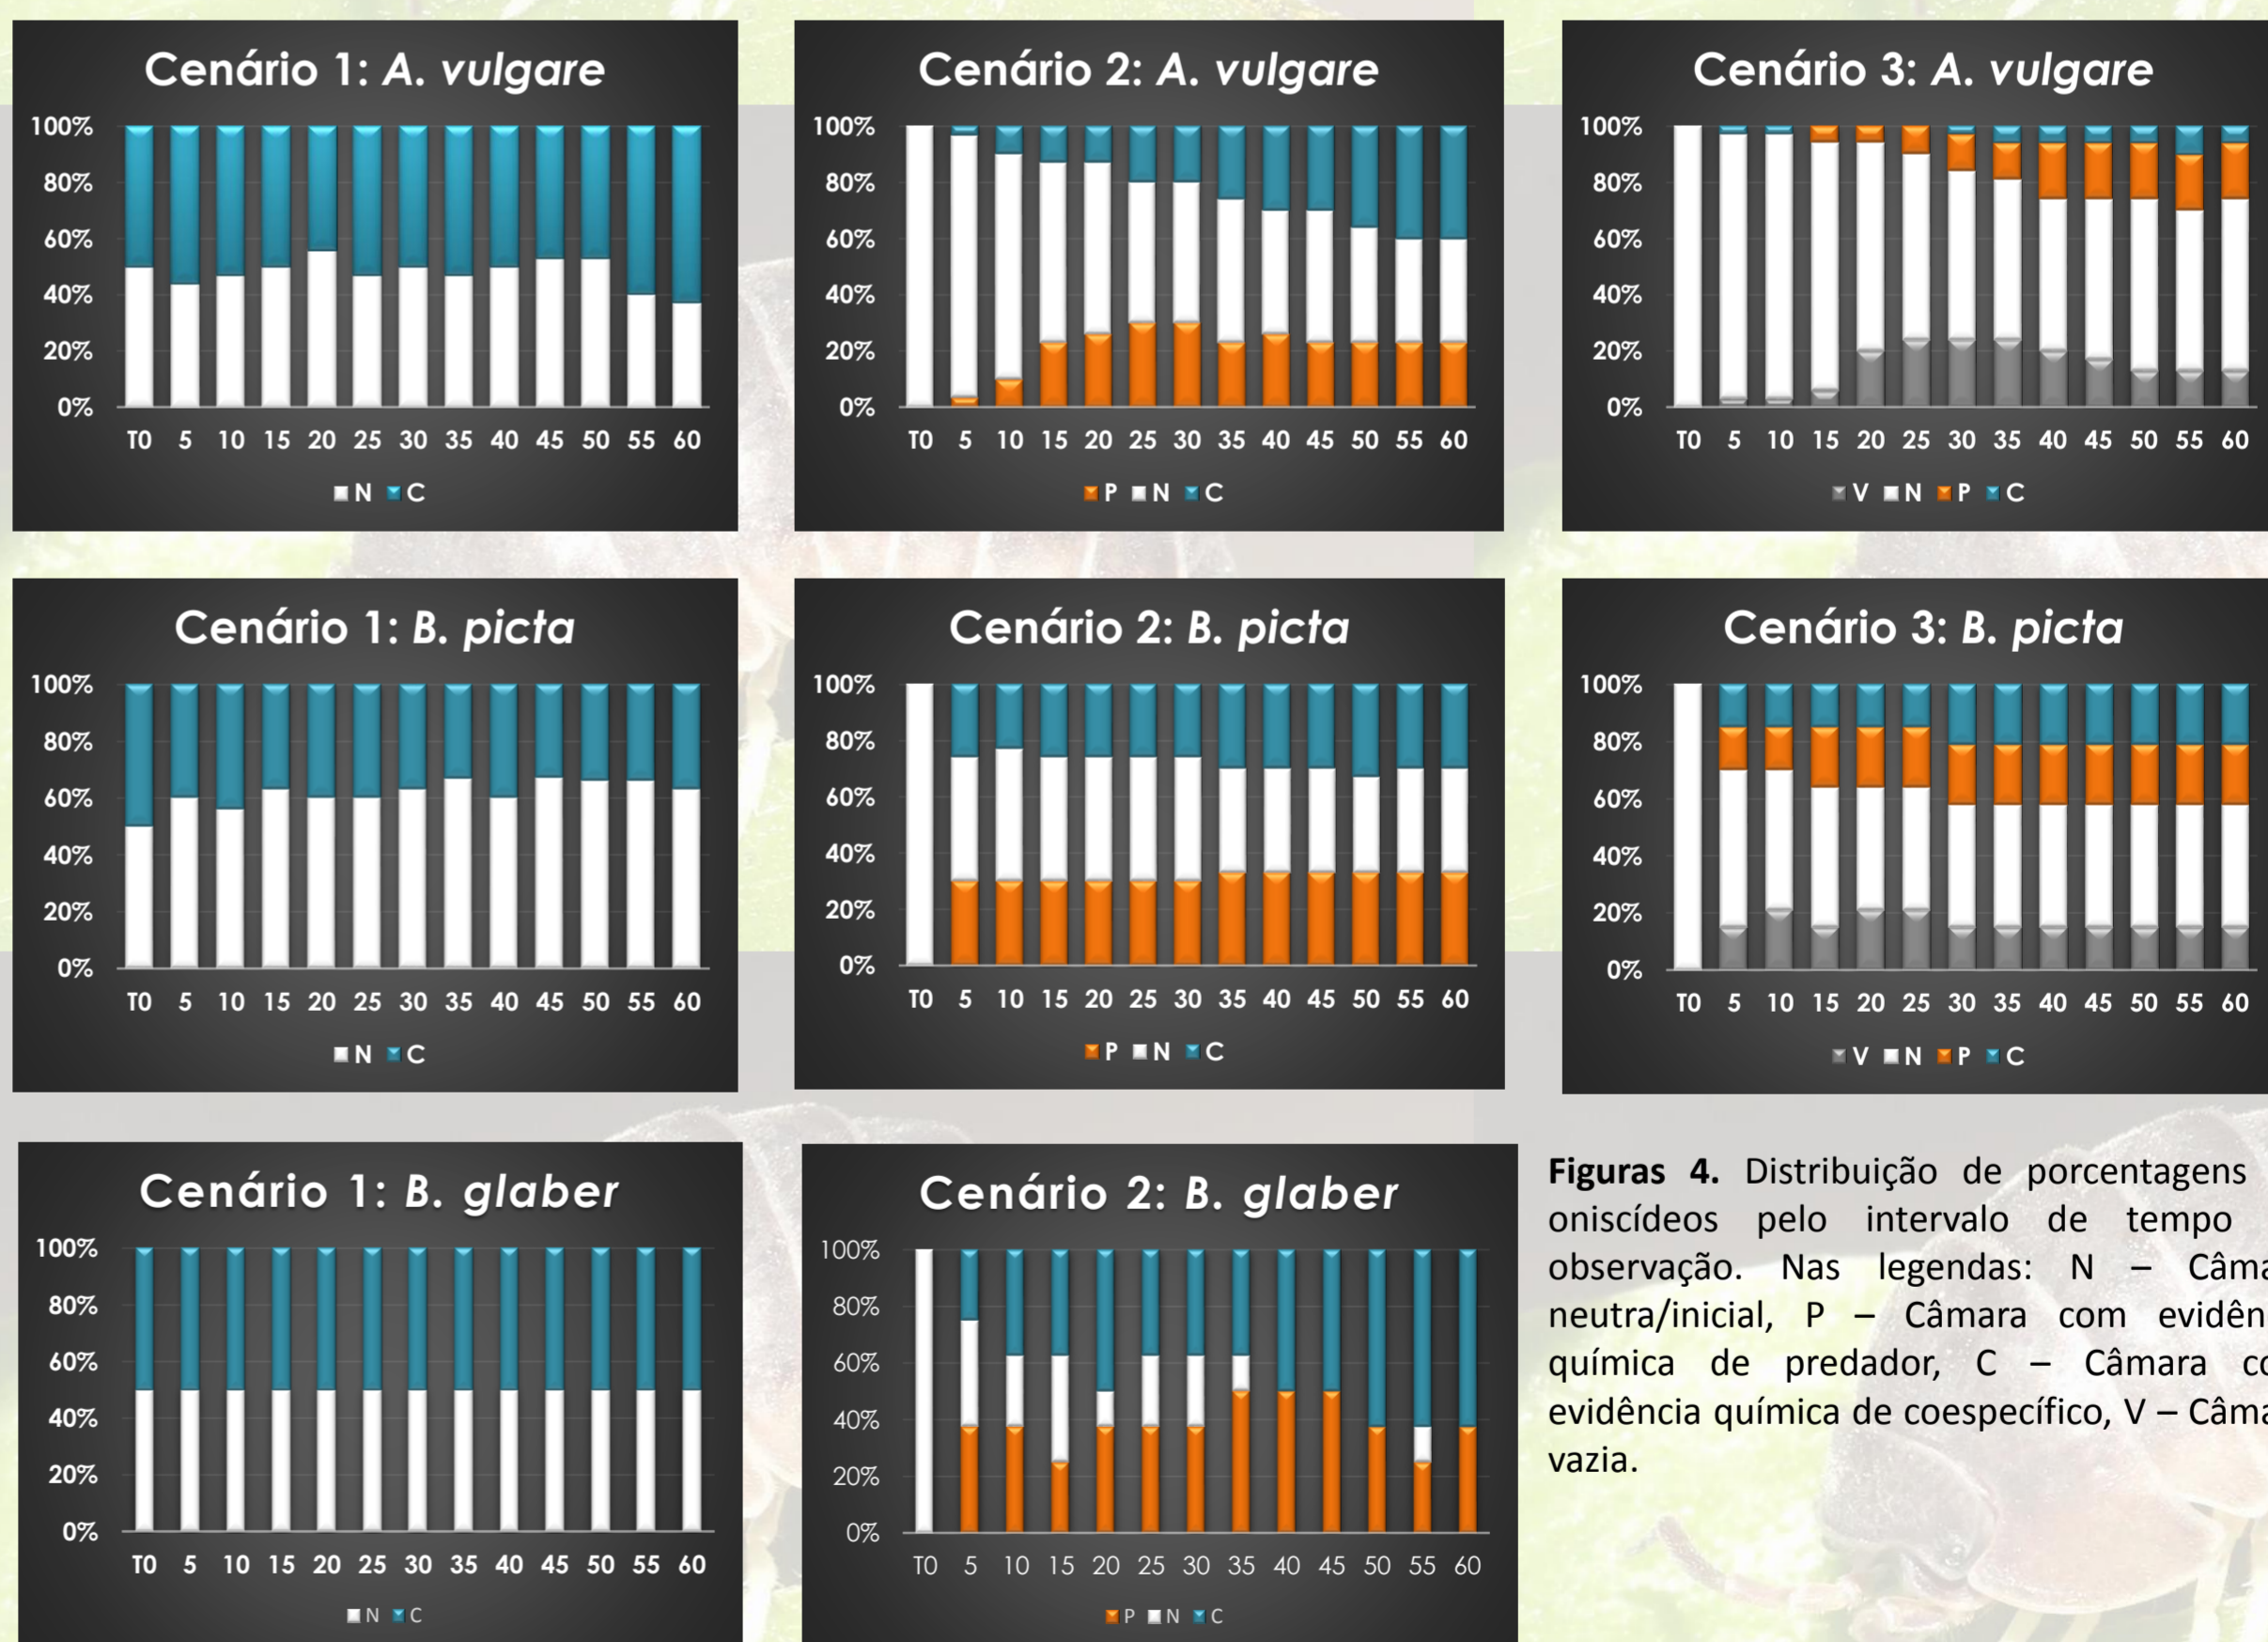 Cenário 1: A. vulgare
100%
80%
60%
40%
20%
0%
T0 5 10 15 20 25 30 35 40 45 50 55 60
N C
Cenário 2: A. vulgare
100%
80%
60%
40%
20%
0%
T0 5 10 15 20 25 30 35 40 45 50 55 60
P N C
Cenário 3: A. vulgare
100%
80%
60%
40%
20%
0%
T0 5 10 15 20 25 30 35 40 45 50 55 60
V N P C
Cenário 1: B. picta
100%
80%
60%
40%
20%
0%
T0 5 10 15 20 25 30 35 40 45 50 55 60
N C
Cenário 2: B. picta
100%
80%
60%
40%
20%
0%
T0 5 10 15 20 25 30 35 40 45 50 55 60
P N C
Cenário 3: B. picta
100%
80%
60%
40%
20%
0%
T0 5 10 15 20 25 30 35 40 45 50 55 60
V N P C
Cenário 1: B. glaber
100%
80%
60%
40%
20%
0%
T0 5 10 15 20 25 30 35 40 45 50 55 60
N C
Cenário 2: B. glaber
100%
80%
60%
40%
20%
0%
T0 5 10 15 20 25 30 35 40 45 50 55 60
P N C
Figuras 4. Distribuição de porcentagens
oniscídeos pelo intervalo de tempo
observação. Nas legendas: N –
neutra/inicial, P – Câmara com
química de predador, C – Câmara
evidência química de coespecífico, V –
vazia.